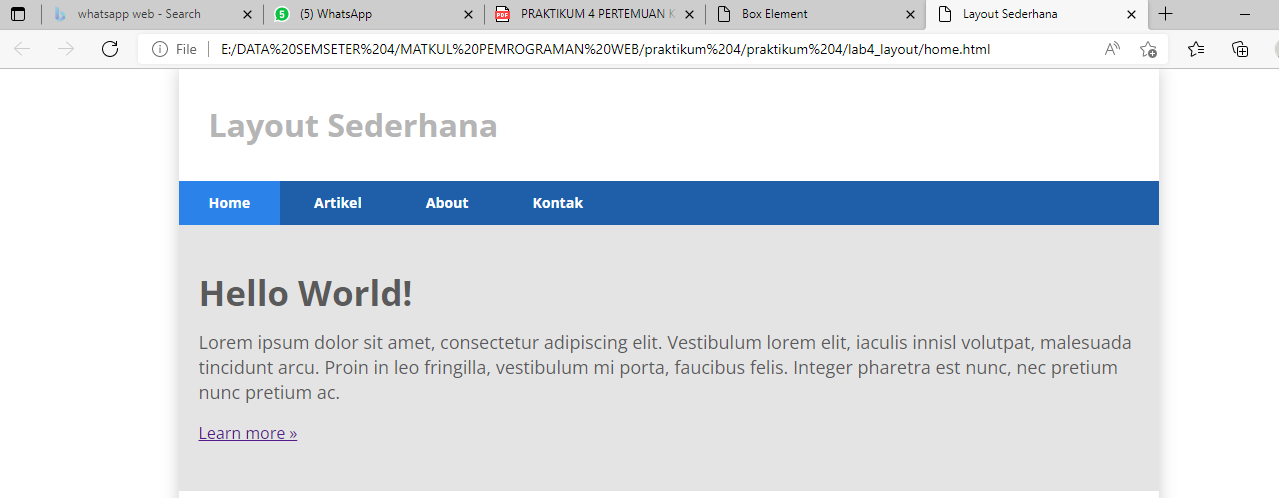 whatsapp web - Search
(5) WhatsApp
PRAKTIKUM 4 PERTEMUAN
Box Element
Layout Sederhana
File
E:/DATA%20SEMSETER%204/MATKUL%20PEMROGRAMAN%20WEB/praktikum%204/praktikum%204/lab4_layout/home.html
Layout Sederhana
Home Artikel About Kontak
Hello World!
Lorem ipsum dolor sit amet, consectetur adipiscing elit. Vestibulum lorem elit, iaculis innisl volutpat, malesuada
tincidunt arcu. Proin in leo fringilla, vestibulum mi porta, faucibus felis. Integer pharetra est nunc, nec pretium
nunc pretium ac.
Learn more »